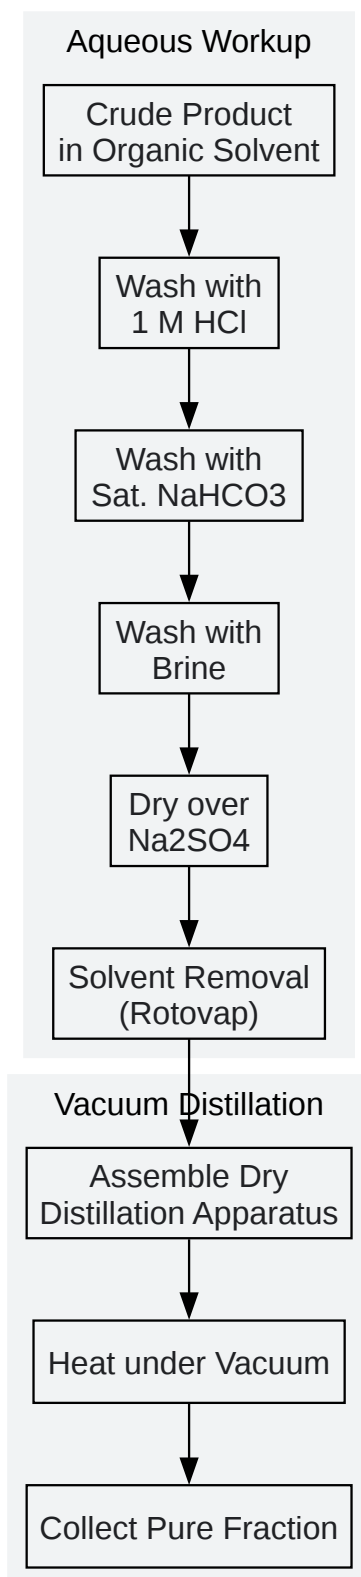 Aqueous Workup
Crude Product
in Organic Solvent
Wash with
1 M HCl
Wash with
Sat. NaHCO3
Wash with
Brine
Dry over
Na2SO4
Solvent Removal
(Rotovap)
Vacuum Distillation
Assemble Dry
Distillation Apparatus
Heat under Vacuum
Collect Pure Fraction